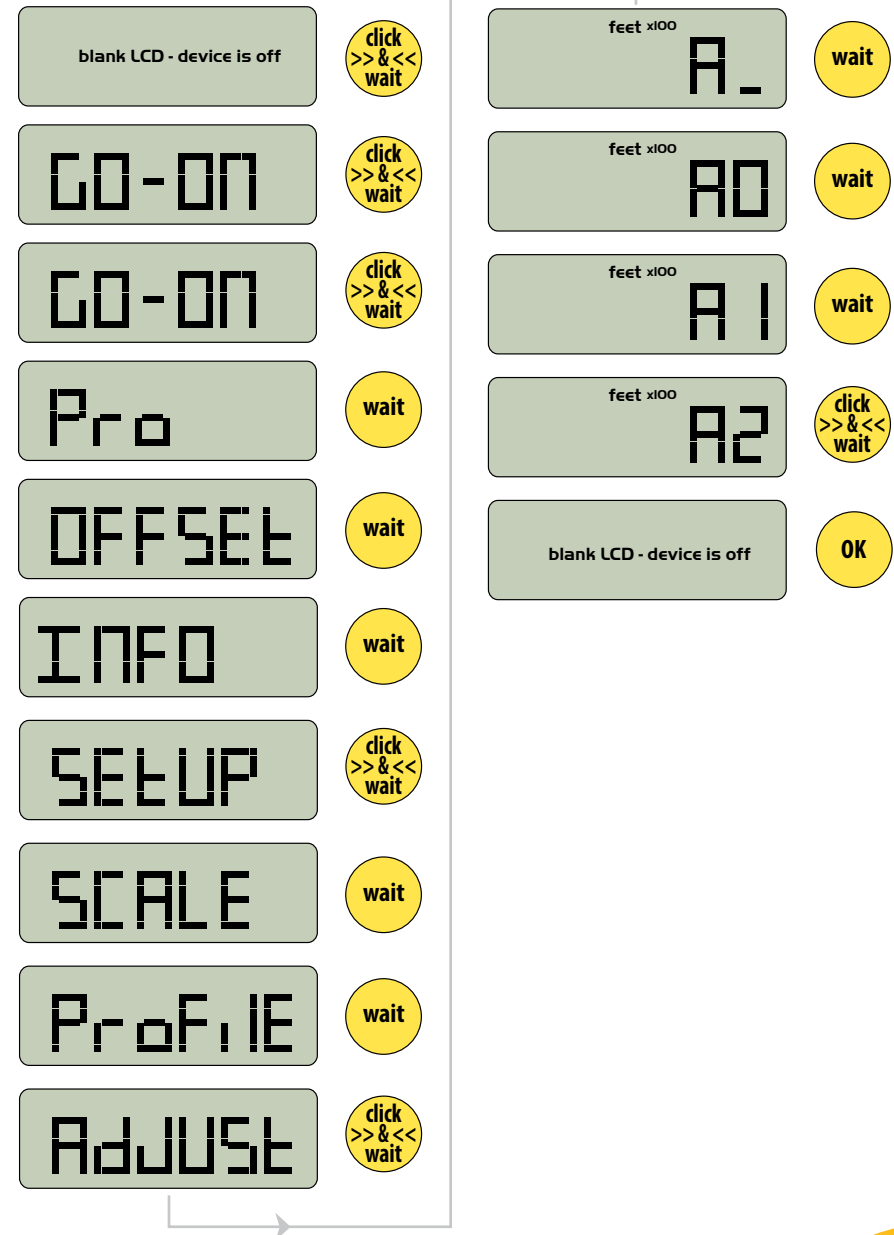 blank LCD - device is off
click
>> & <<
wait
GO-ON
click
>> & <<
wait
GO-ON
click
>> & <<
wait
Pro
wait
OFFSEt
wait
INFO
wait
SEtUP
click
>> & <<
wait
SCALE
wait
ProFilE
wait
AdJUSt
click
>> & <<
wait
feet x100
A_
wait
feet x100
A0
wait
feet x100
A1
wait
feet x100
A2
click
>> & <<
wait
blank LCD - device is off
OK